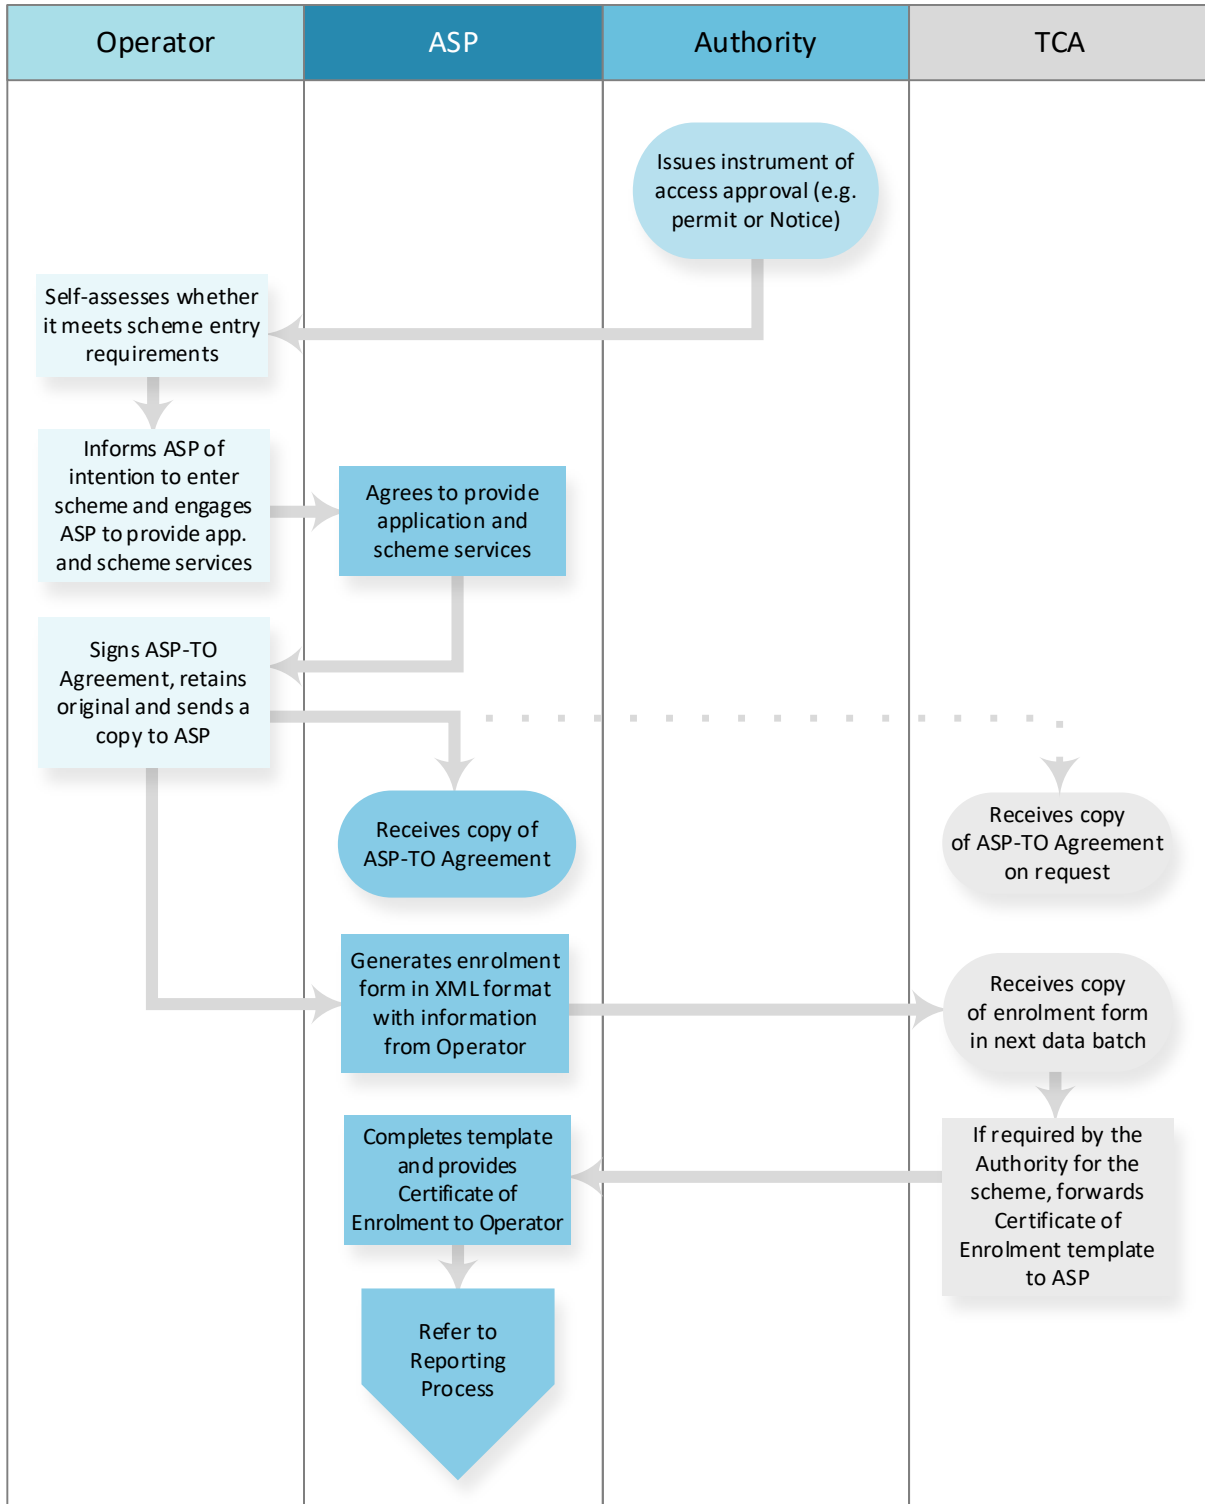 Operator
ASP
Authority
TCA
Issues instrument of
access approval (e.g.
permit or Notice)
Self-assesses whether
it meets scheme entry
requirements
Informs ASP of
intention to enter
scheme and engages
ASP to provide app.
and scheme services
Agrees to provide
application and
scheme services
Signs ASP-TO
Agreement, retains
original and sends a
copy to ASP
Receives copy of
ASP-TO Agreement
Receives copy
of ASP-TO Agreement
on request
Generates enrolment
form in XML format
with information
from Operator
Receives copy
of enrolment form
in next data batch
Completes template
and provides
Certificate of
Enrolment to Operator
If required by the
Authority for the
scheme, forwards
Certificate of
Enrolment template
to ASP
Refer to
Reporting
Process